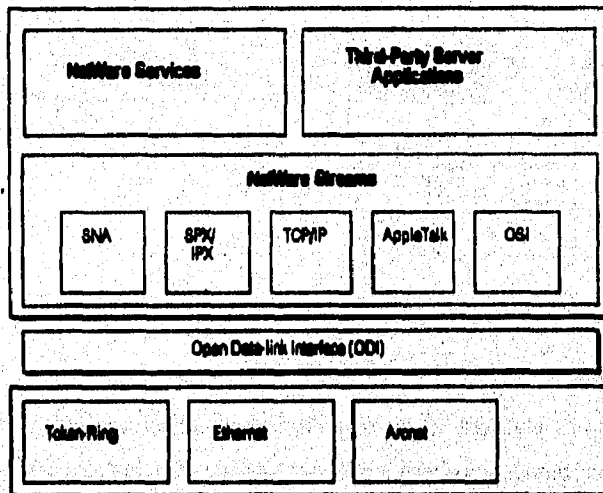 NetWare Services
Third-Party Server
Applications
NetWare Streams
SNA
SPX/
IPX
TCP/IP
AppleTalk
OSI
Open Data-link Interface (ODI)
Token-Ring
Ethernet
Arcnet